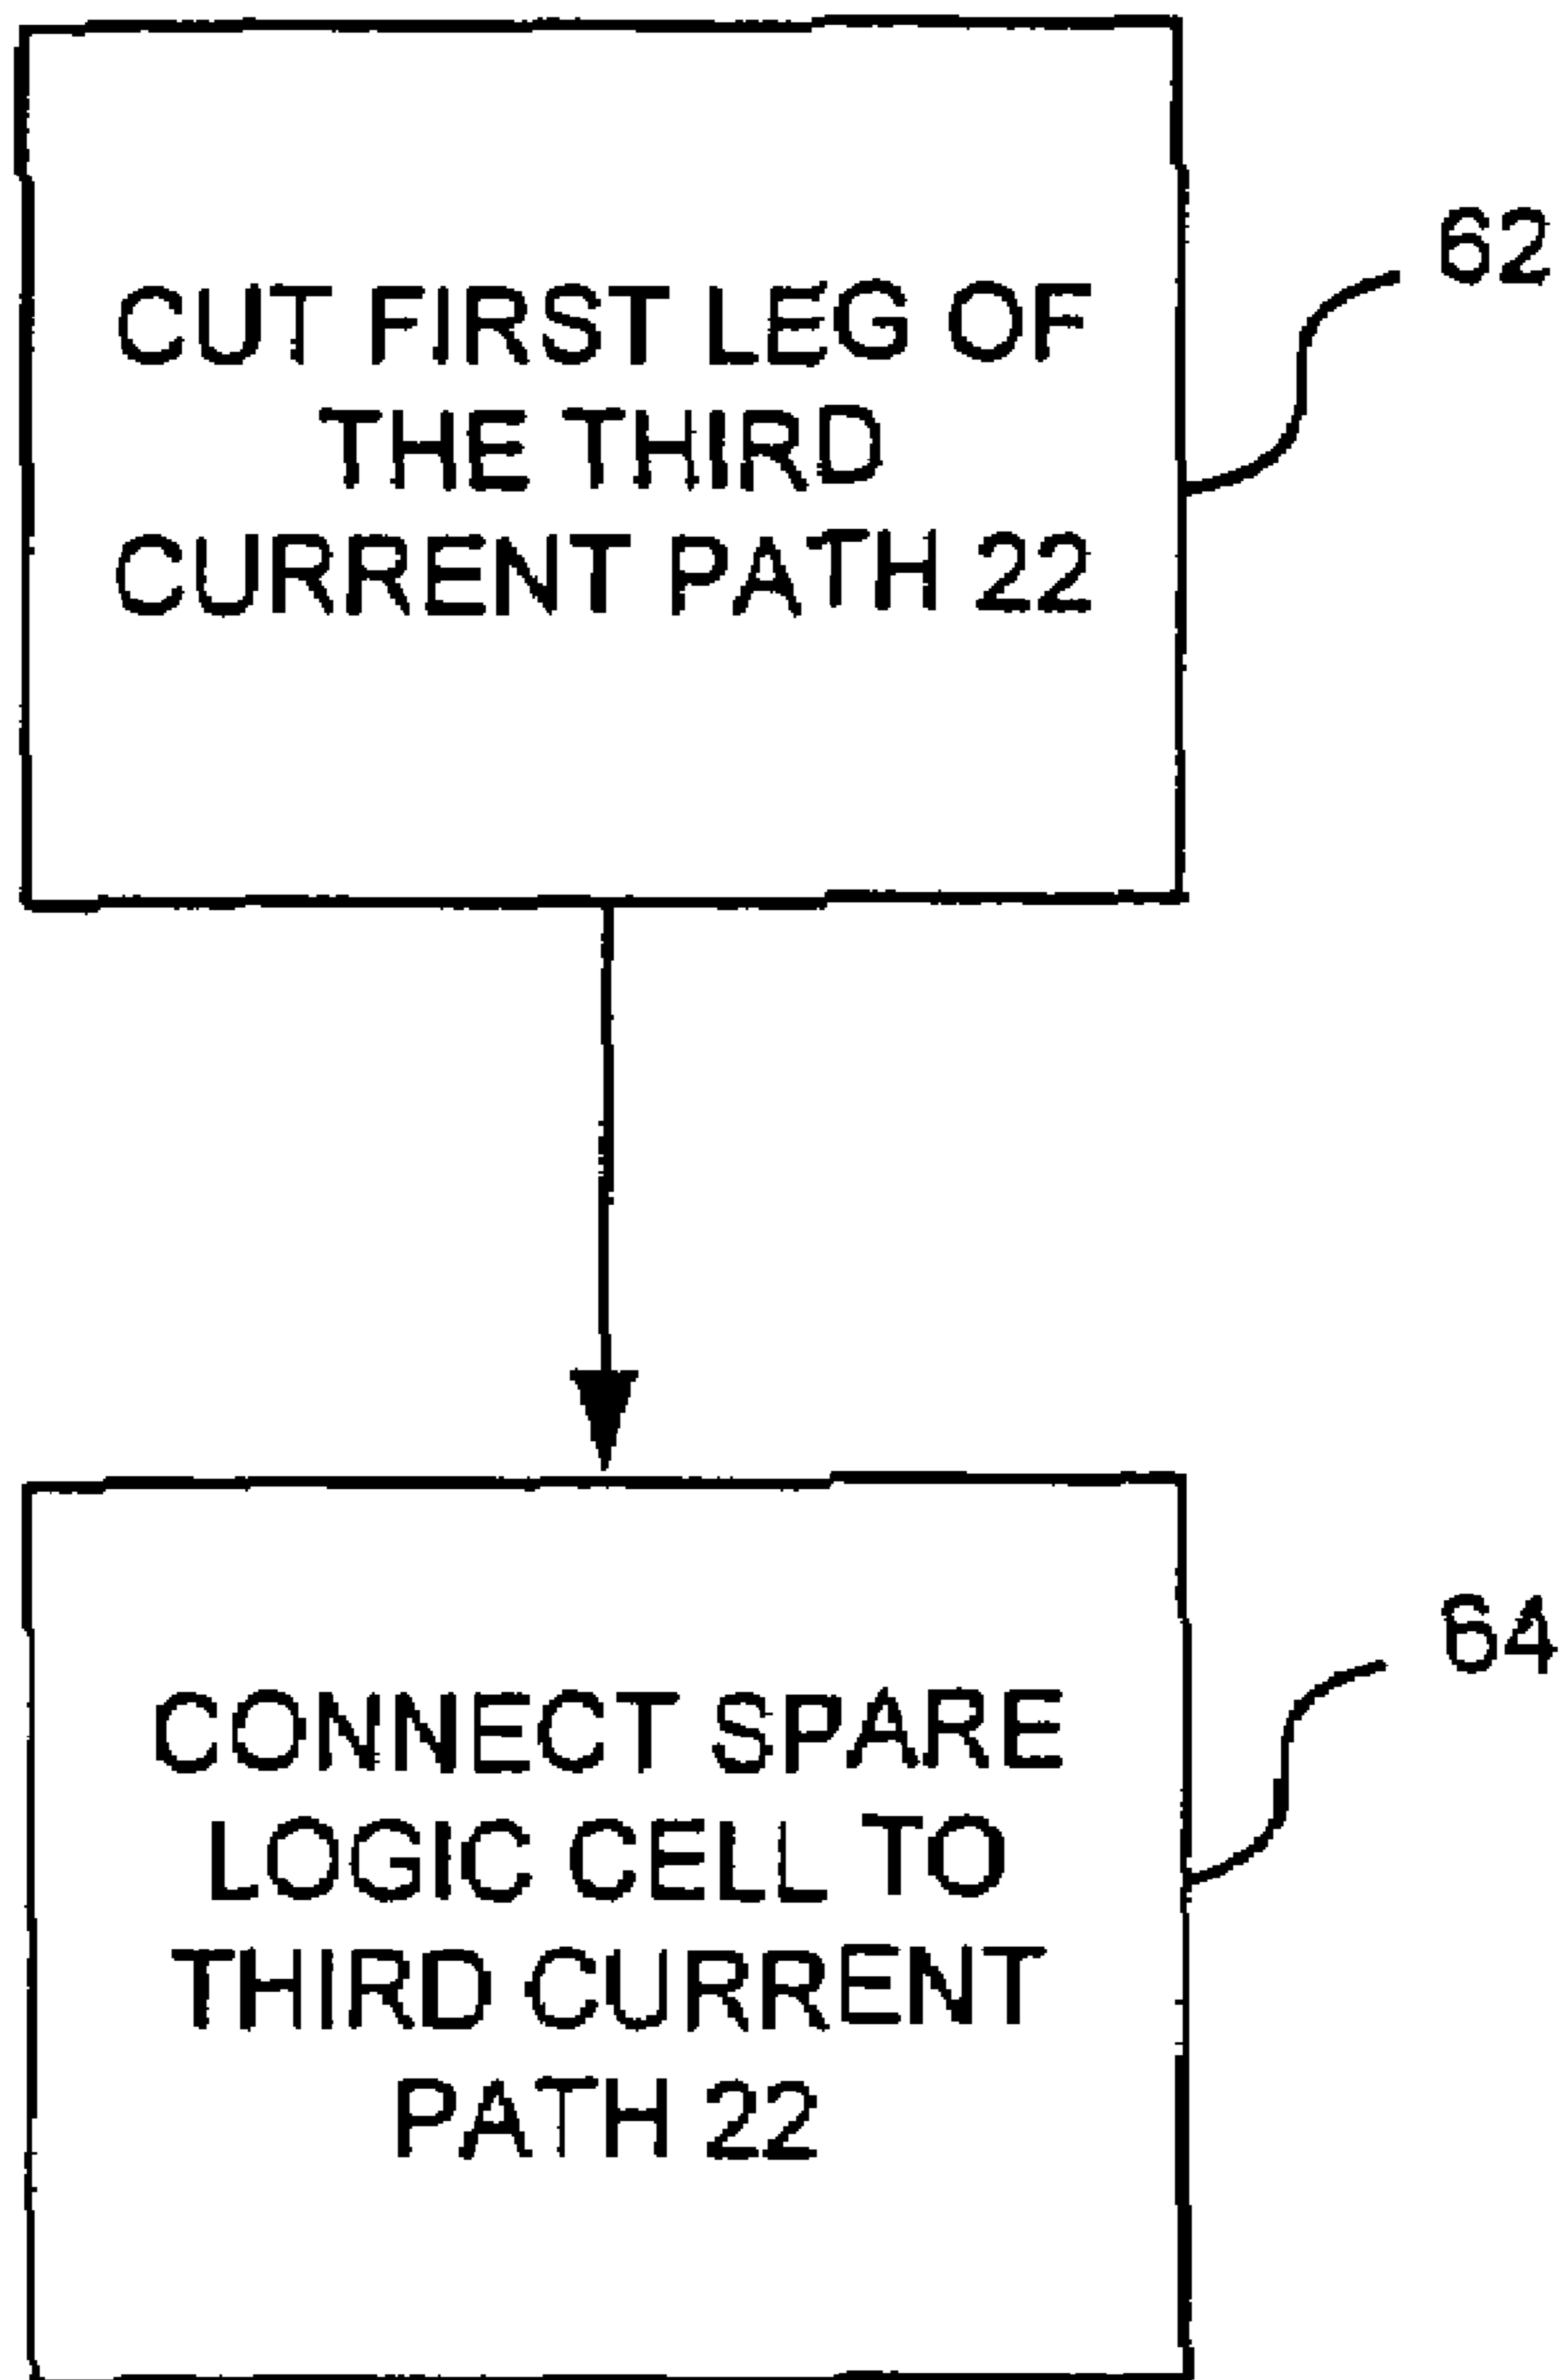 CUT FIRST LEG OF
THE THIRD
CURRENT PATH 22
62
CONNECT SPARE
LOGIC CELL TO
THIRD CURRENT
PATH 22
64